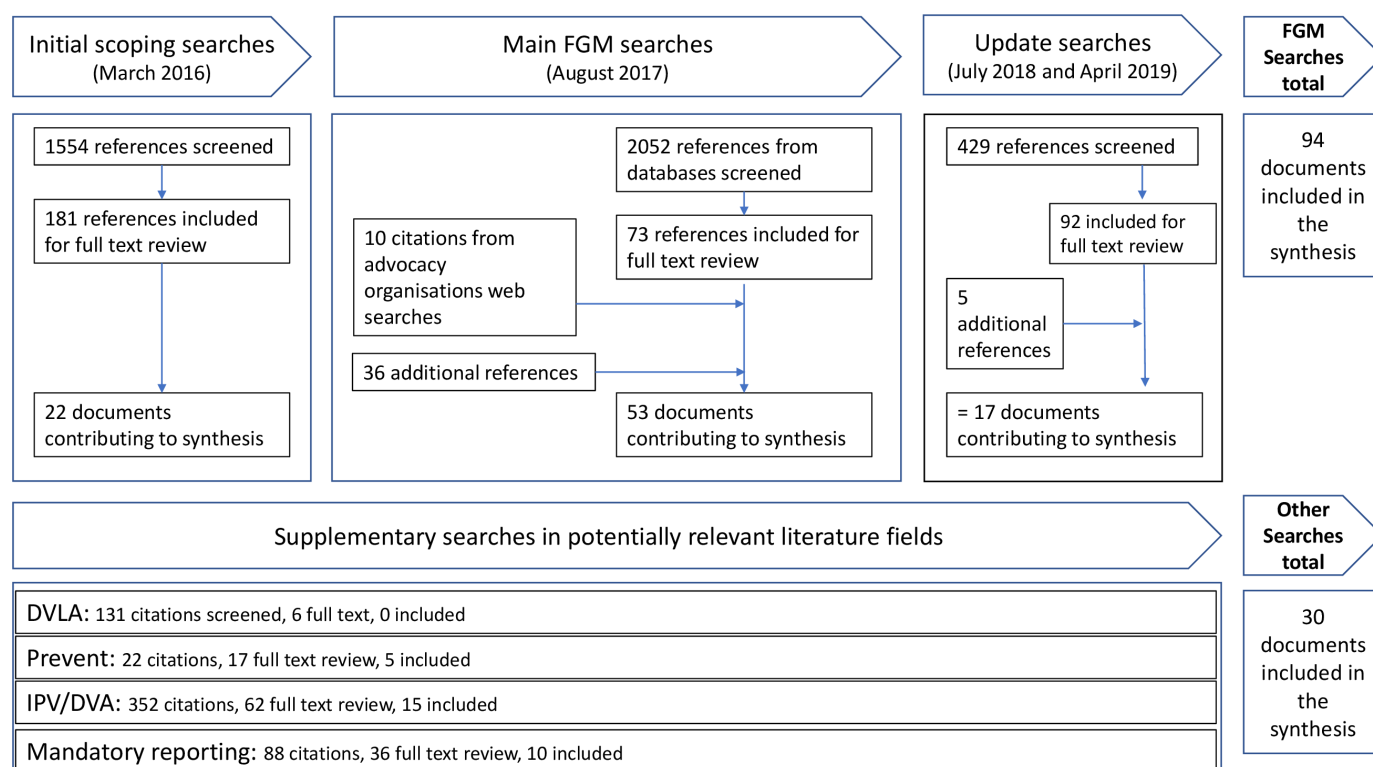 Initial scoping searches
(March 2016)
Main FGM searches
(August 2017)
Update searches
(July 2018 and April 2019)
FGM
Searches
total
1554 references screened
181 references included
for full text review
22 documents
contributing to synthesis
2052 references from
databases screened
10 citations from
advocacy
organisations web
searches
73 references included for
full text review
36 additional references
53 documents
contributing to synthesis
429 references screened
92 included for
full text review
5
additional
references
= 17 documents
contributing to synthesis
94
documents
included in
the
synthesis
Supplementary searches in potentially relevant literature fields
Other
Searches
total
DVLA: 131 citations screened, 6 full text, 0 included
Prevent: 22 citations, 17 full text review, 5 included
IPV/DVA: 352 citations, 62 full text review, 15 included
Mandatory reporting: 88 citations, 36 full text review, 10 included
30
documents
included in
the
synthesis